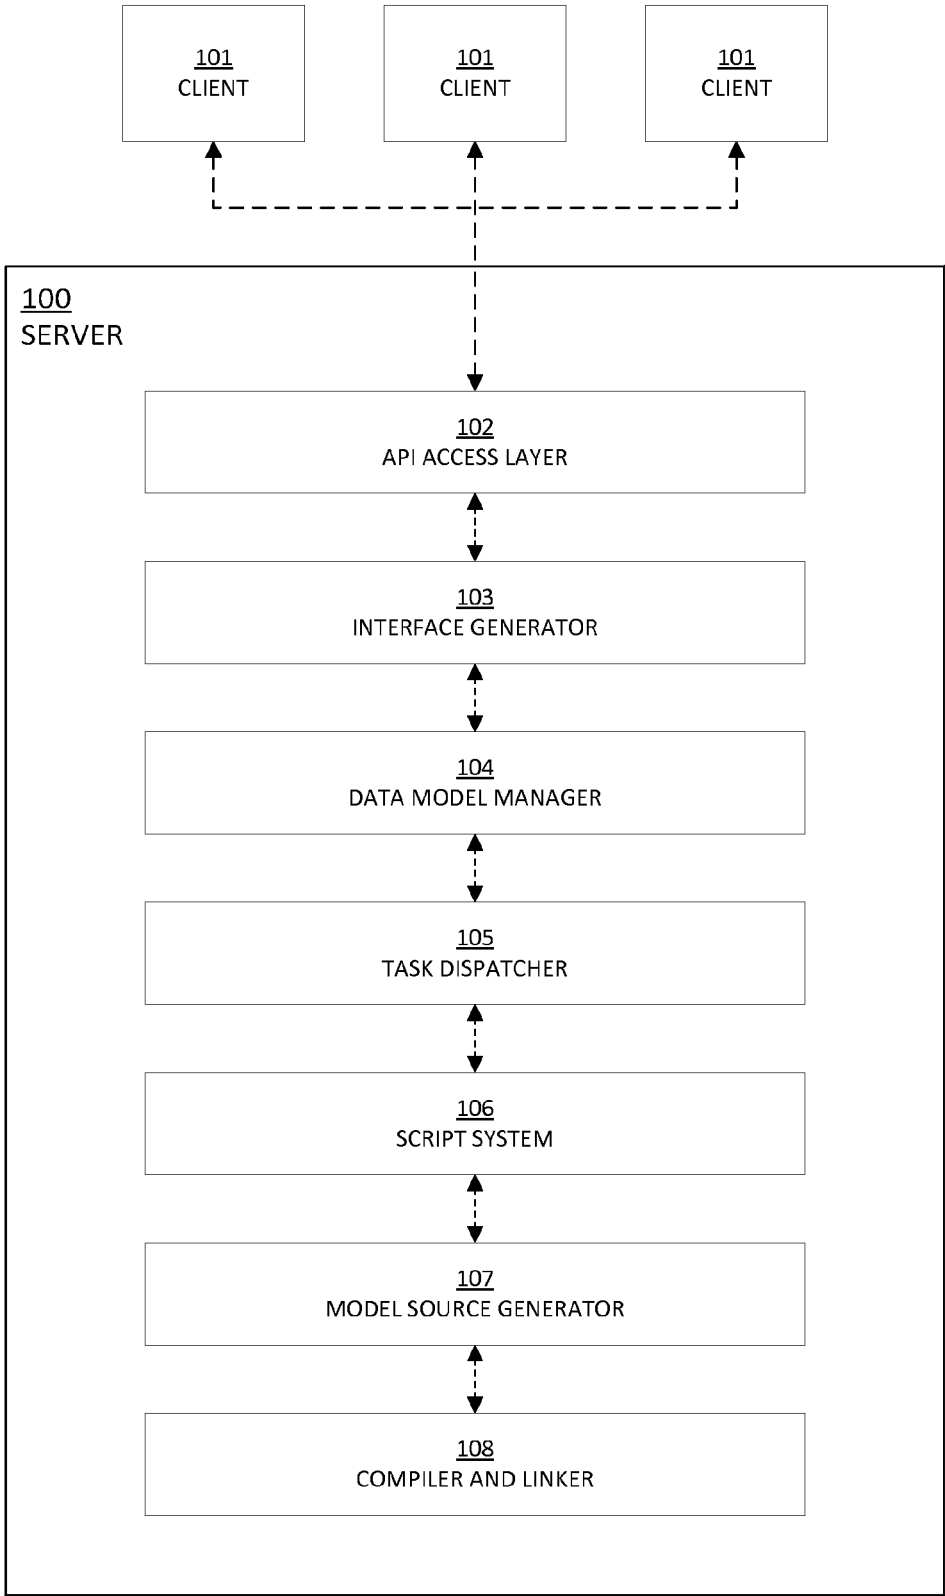 101
CLIENT
101
CLIENT
101
CLIENT
100
SERVER
102
API ACCESS LAYER
103
INTERFACE GENERATOR
104
DATA MODEL MANAGER
105
TASK DISPATCHER
106
SCRIPT SYSTEM
107
MODEL SOURCE GENERATOR
108
COMPILER AND LINKER